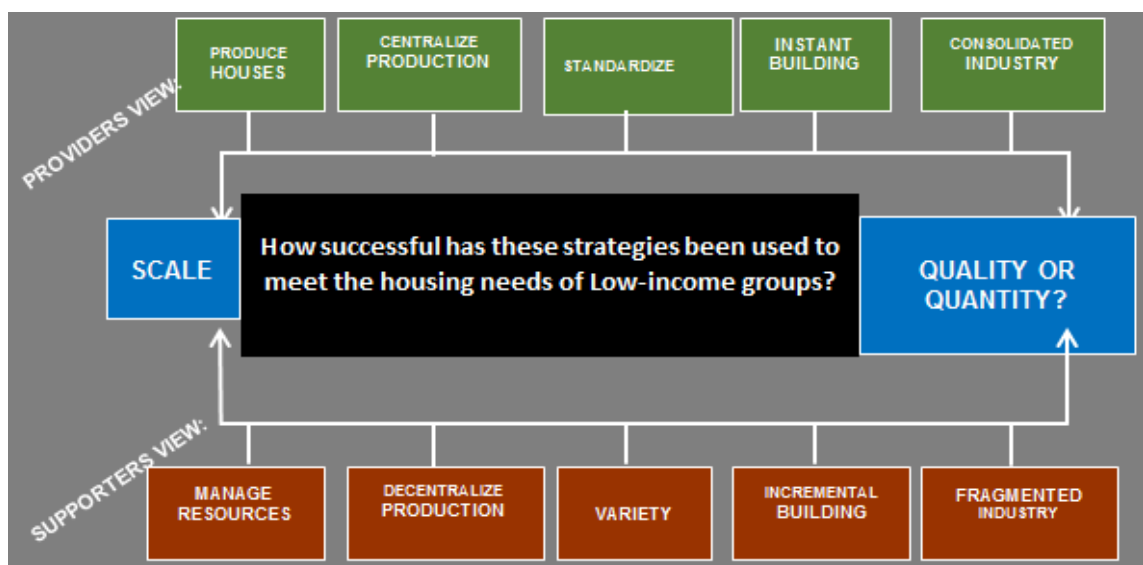 PROVIDERS VIEW:
PRODUCE
HOUSES
CENTRALIZE
PRODUCTION
STANDARDIZE
INSTANT
BUILDING
CONSOLIDATED
INDUSTRY
SCALE
How successful has these strategies been used to
meet the housing needs of Low-income groups?
QUALITY OR
QUANTITY?
SUPPORTERS VIEW:
MANAGE
RESOURCES
DECENTRALIZE
PRODUCTION
VARIETY
INCREMENTAL
BUILDING
FRAGMENTED
INDUSTRY